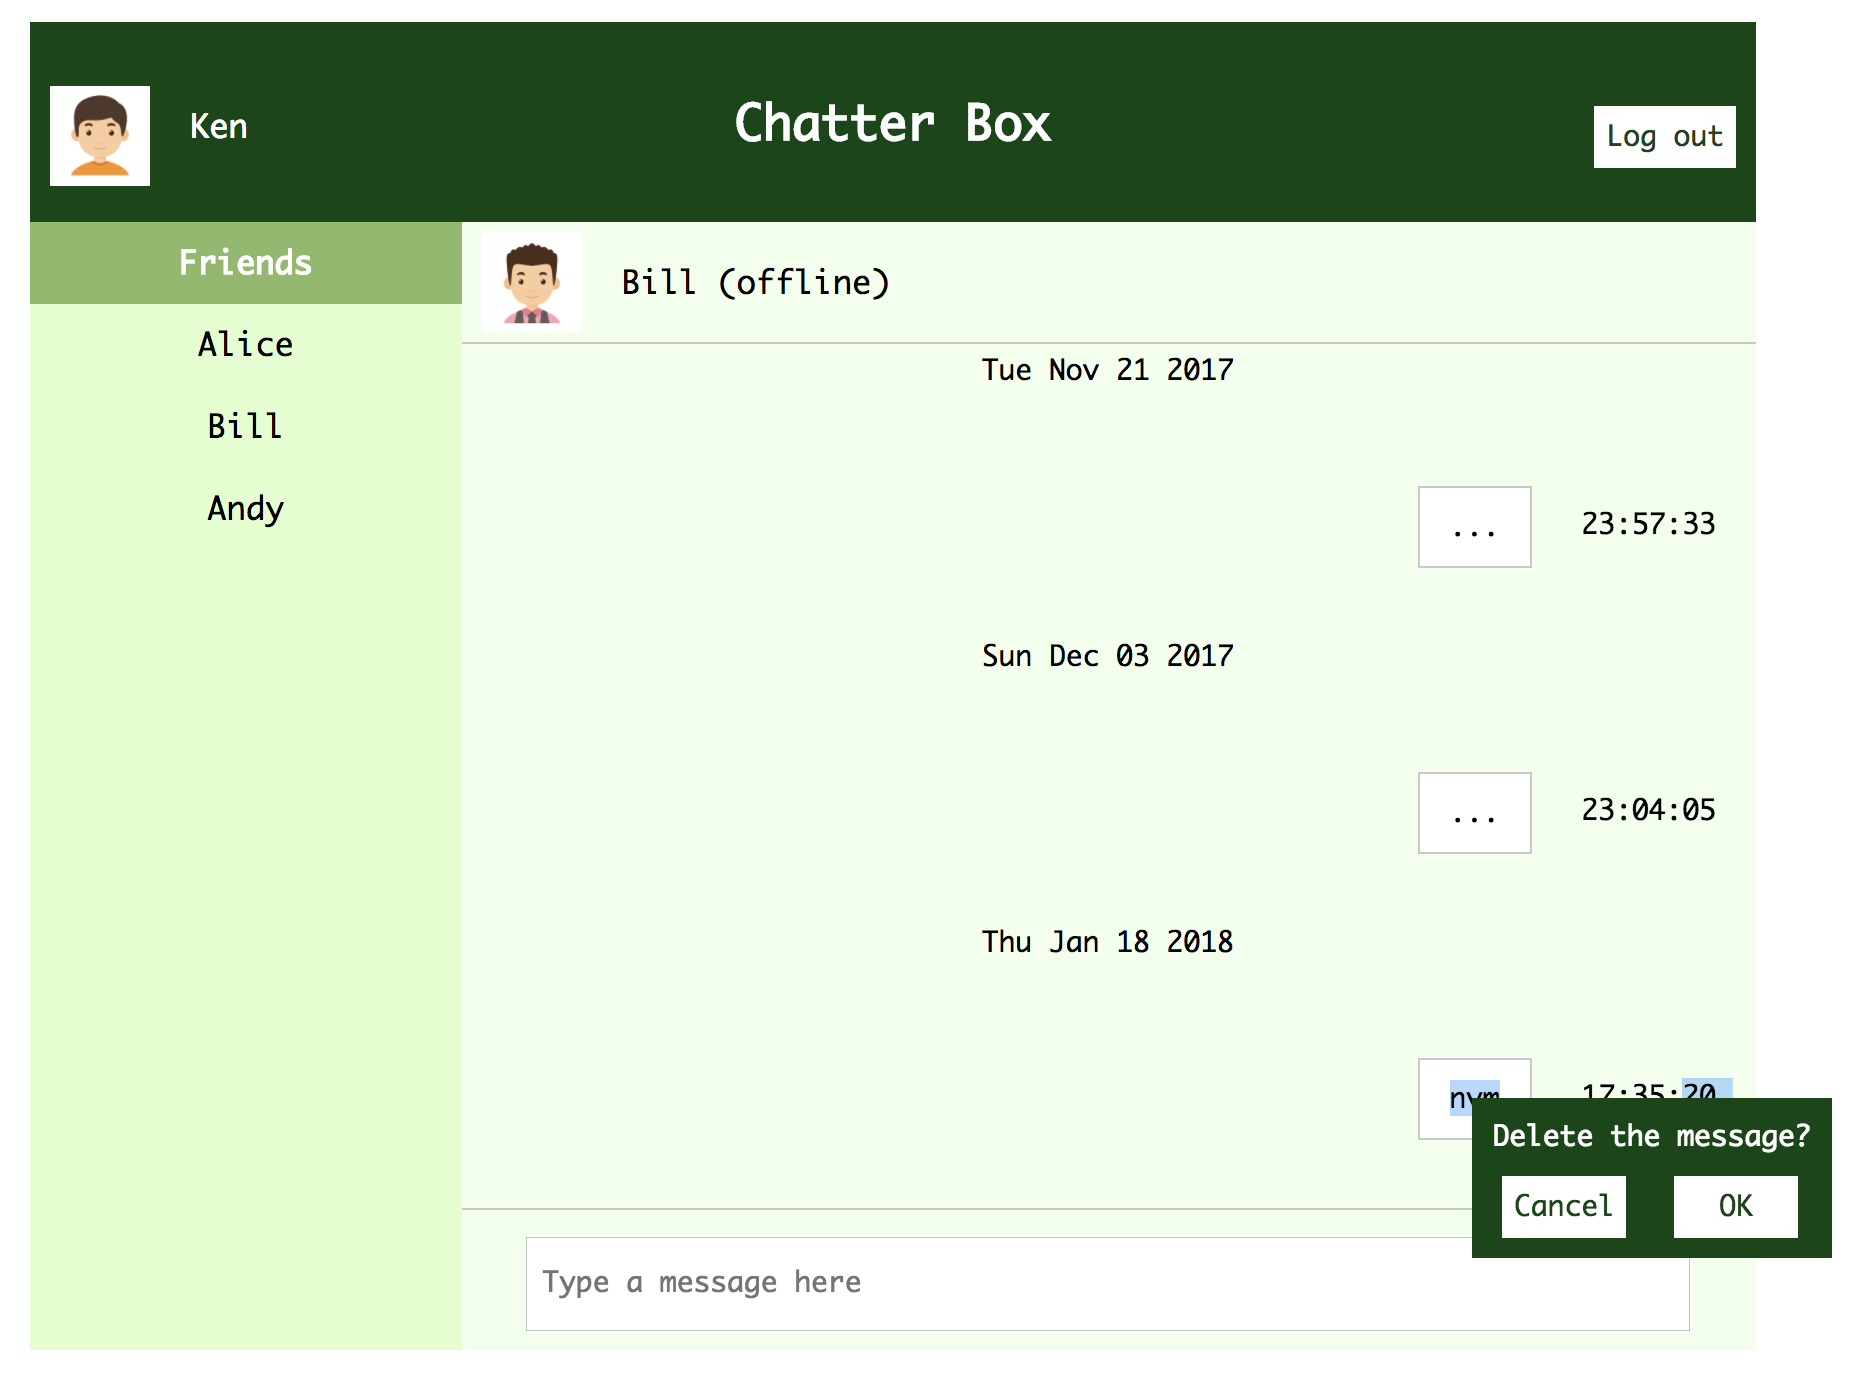 Ken
Chatter Box
Log out
Friends
Alice
Bill
Andy
Bill (offline)
Tue Nov 21 2017
... 23:57:33
Sun Dec 03 2017
... 23:04:05
Thu Jan 18 2018
nvm 17:35:20
Delete the message?
Cancel OK
Type a message here